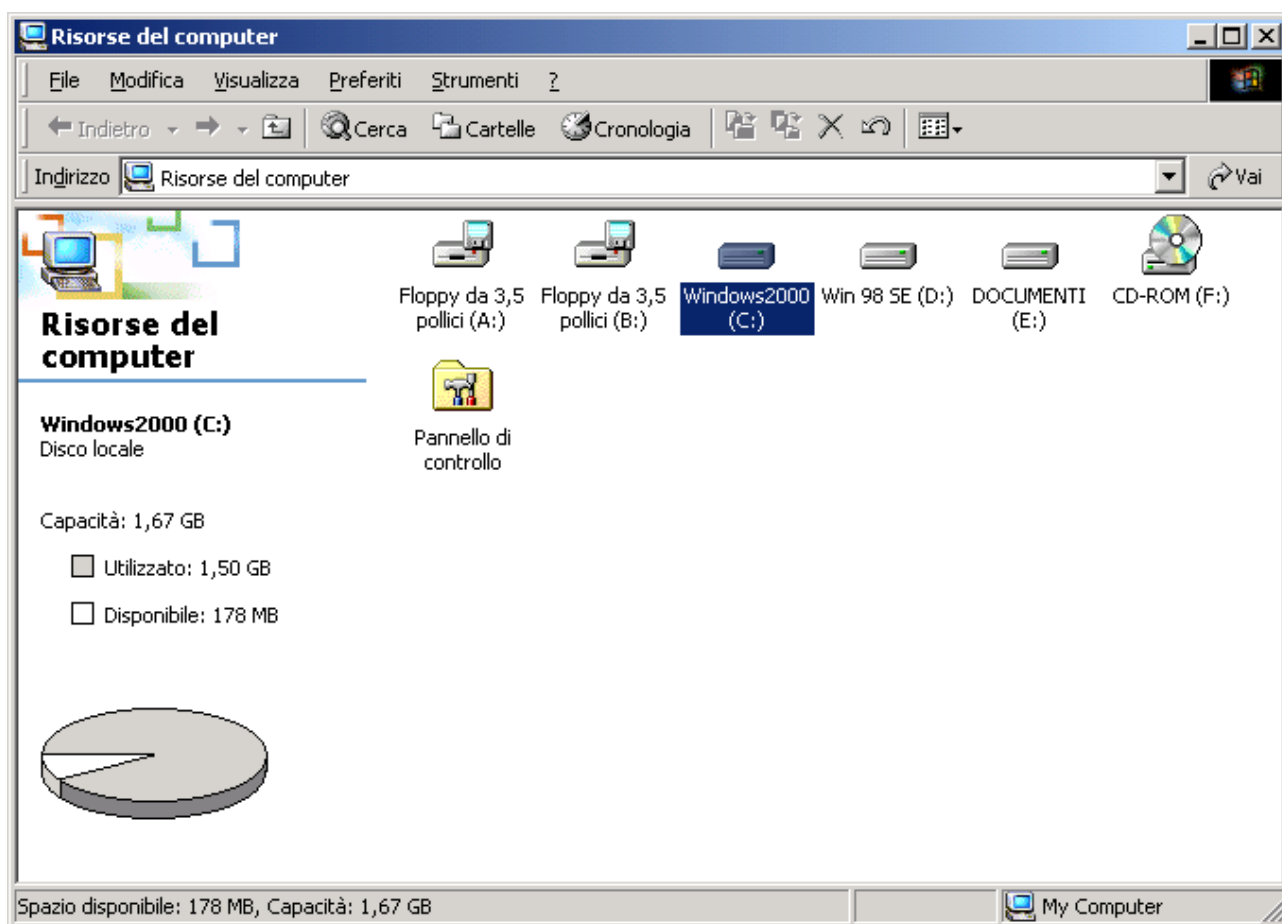 Risorse del computer
File Modifica Visualizza Preferiti Strumenti ?
Indietro Cerca Cartelle Cronologia
Indirizzo Risorse del computer Vai
Risorse del
computer
Windows2000 (C:)
Disco locale
Capacità: 1,67 GB
Utilizzato: 1,50 GB
Disponibile: 178 MB
Floppy da 3,5
pollici (A:)
Floppy da 3,5
pollici (B:)
Windows2000
(C:)
Win 98 SE (D:)
DOCUMENTI
(E:)
CD-ROM (F:)
Pannello di
controllo
Spazio disponibile: 178 MB, Capacità: 1,67 GB My Computer